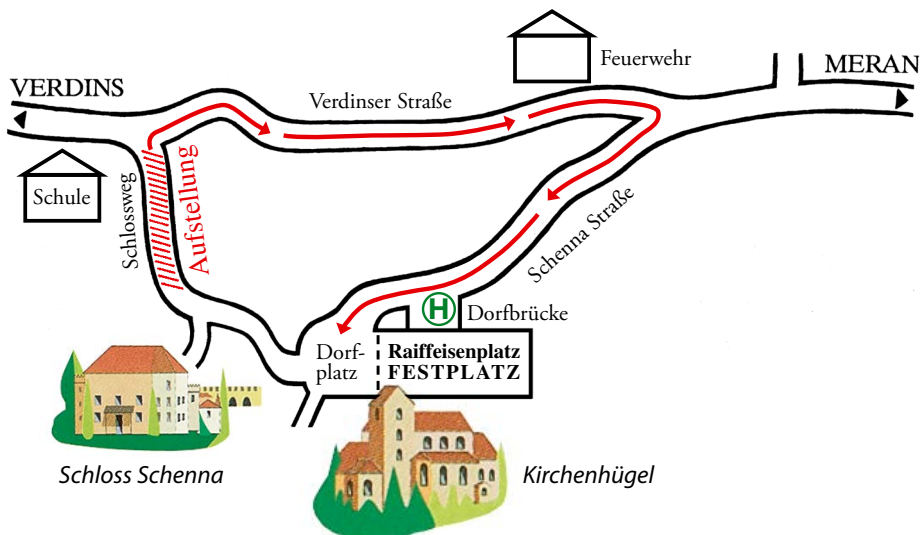 Feuerwehr
MERAN
VERDINS
Verdinser Straße
Schule
Schlossweg
Aufstellung
Schenna Straße
H
Dorfbrücke
Dorf-
platz
Raiffeisenplatz
FESTPLATZ
Schloss Schenna
Kirchenhügel